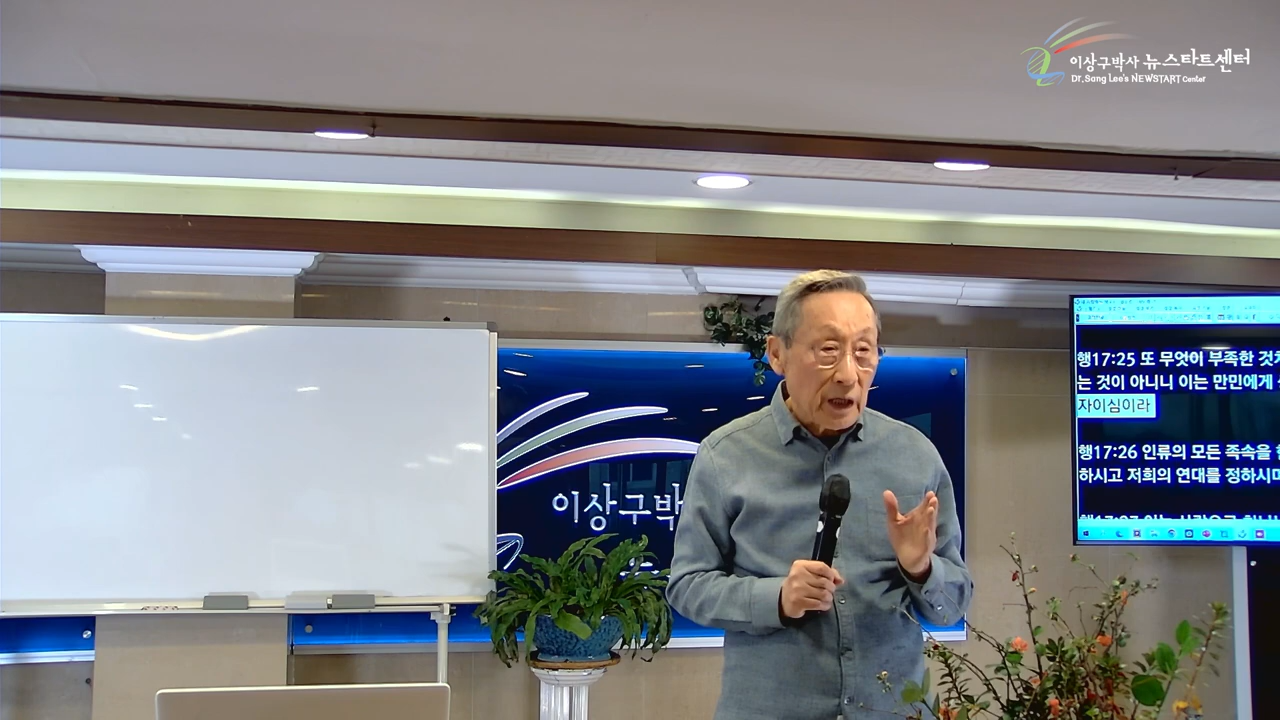 이상구박사 뉴스타트센터
Dr. Sang Lee's NEWSTART Center
이상구박
행17:25 또 무엇이 부족한 것처
는 것이 아니니 이는 만민에게
자이심이라
행17:26 인류의 모든 족속을 한
하시고 저희의 연대를 정하시며